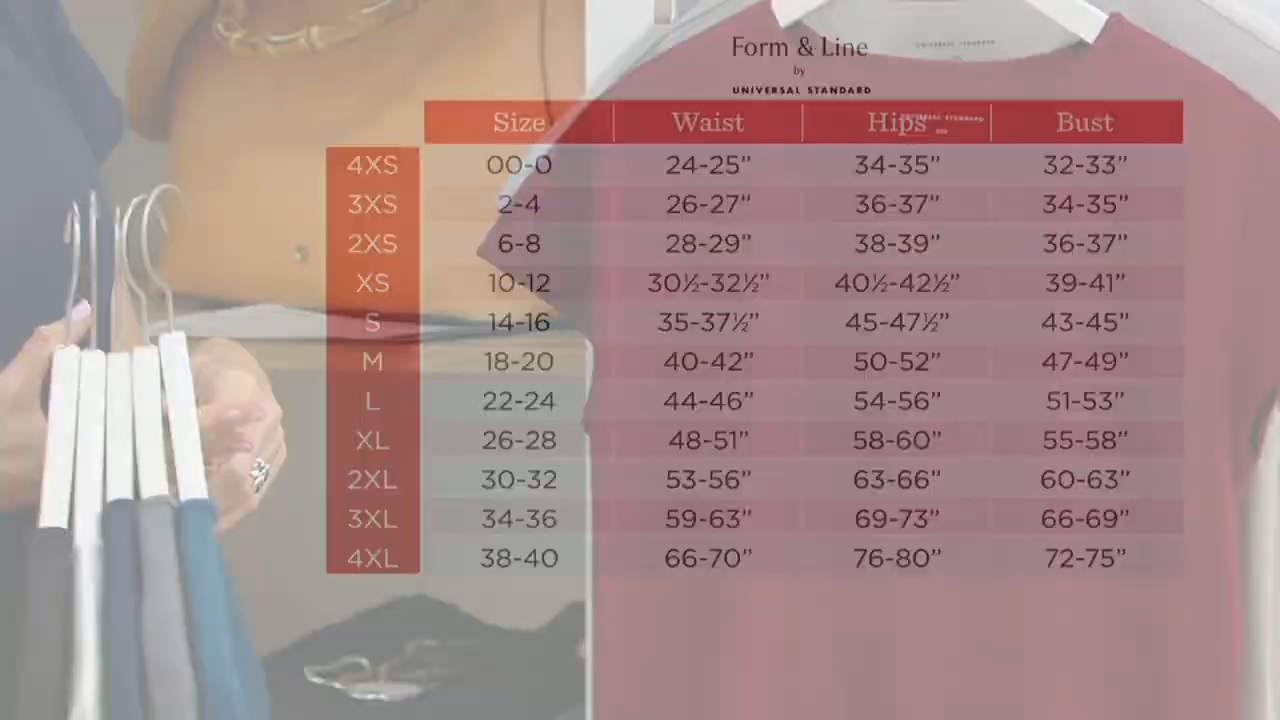 UNIVERSAL STANDARD
Form & Line
by
UNIVERSAL STANDARD
Size Waist Hips Bust
4XS 00-0 24-25” 34-35” 32-33”
3XS 2-4 26-27” 36-37” 34-35”
2XS 6-8 28-29” 38-39” 36-37”
XS 10-12 30½-32½” 40½-42½” 39-41”
S 14-16 35-37½” 45-47½” 43-45”
M 18-20 40-42” 50-52” 47-49”
L 22-24 44-46” 54-56” 51-53”
XL 26-28 48-51” 58-60” 55-58”
2XL 30-32 53-56” 63-66” 60-63”
3XL 34-36 59-63” 69-73” 66-69”
4XL 38-40 66-70” 76-80” 72-75”